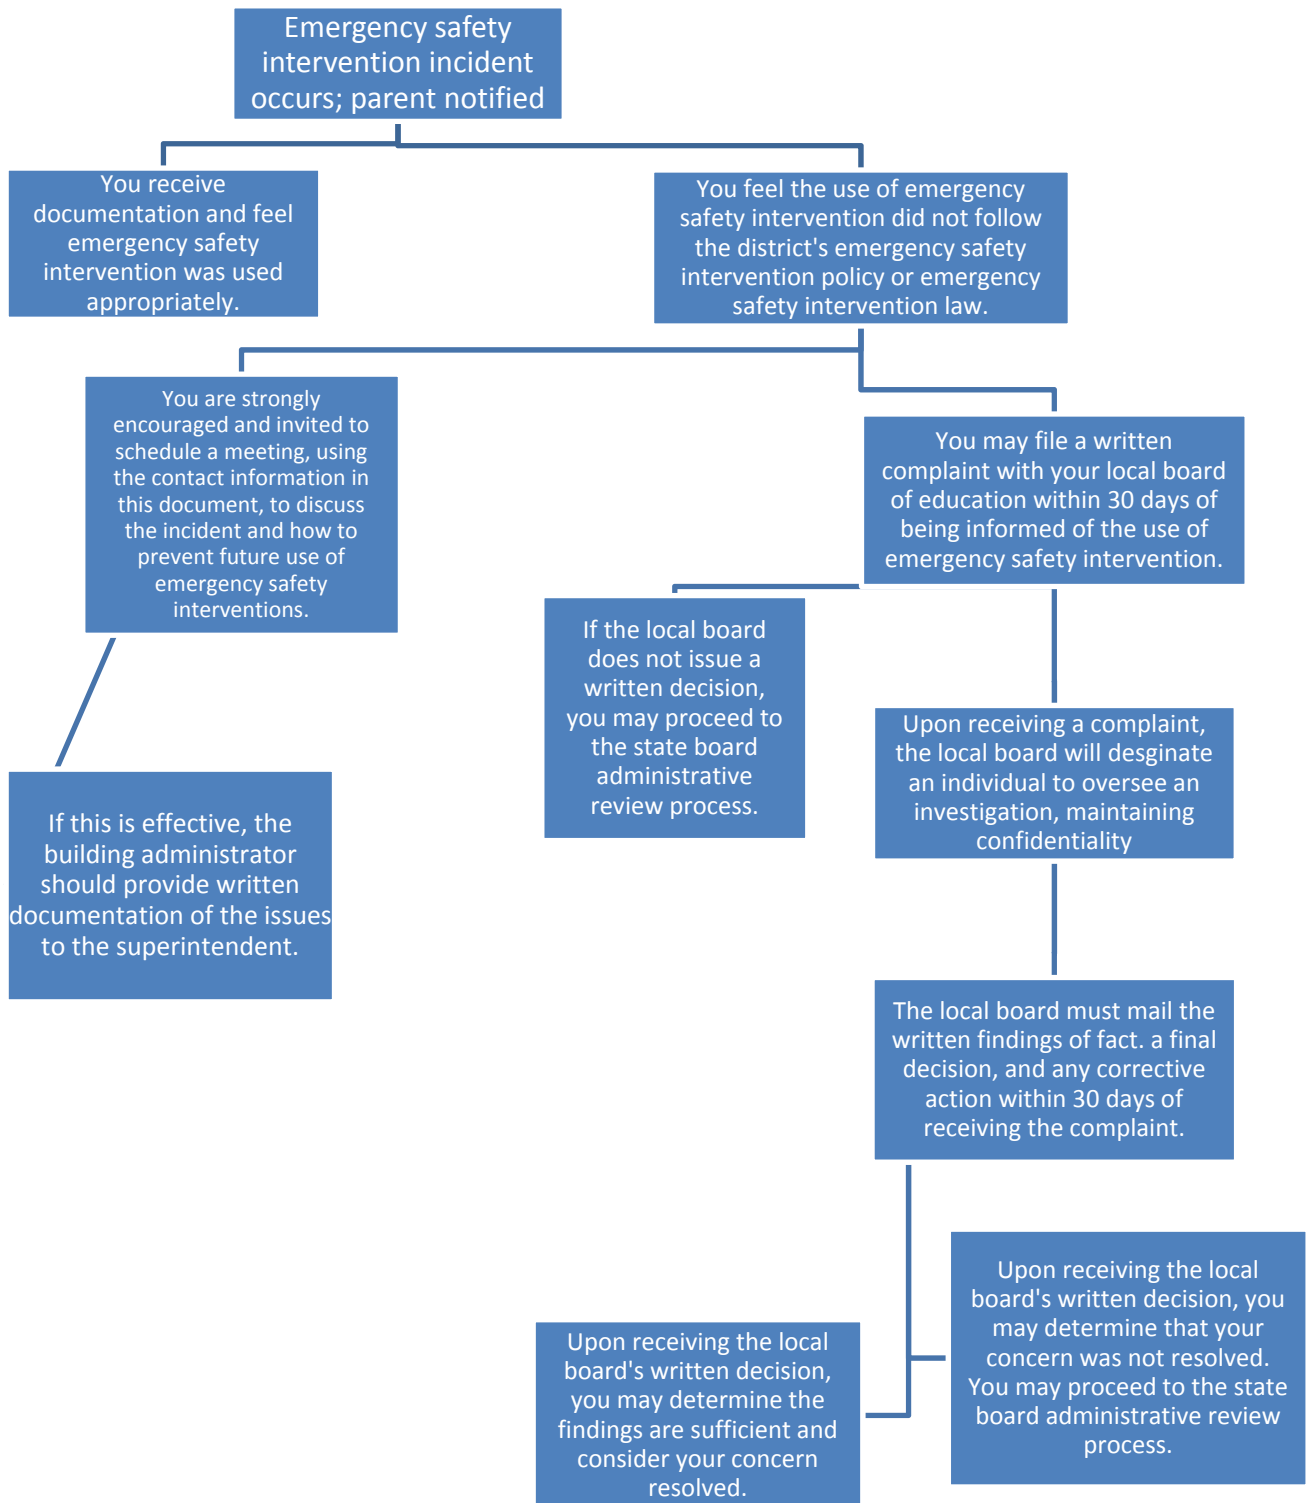 Emergency safety
intervention incident
occurs; parent notified
You receive
documentation and feel
emergency safety
intervention was used
appropriately.
You feel the use of emergency
safety intervention did not follow
the district's emergency safety
intervention policy or emergency
safety intervention law.
You are strongly
encouraged and invited to
schedule a meeting, using
the contact information in
this document, to discuss
the incident and how to
prevent future use of
emergency safety
interventions.
You may file a written
complaint with your local board
of education within 30 days of
being informed of the use of
emergency safety intervention.
If the local board
does not issue a
written decision,
you may proceed to
the state board
administrative
review process.
Upon receiving a complaint,
the local board will desginate
an individual to oversee an
investigation, maintaining
confidentiality
If this is effective, the
building administrator
should provide written
documentation of the issues
to the superintendent.
The local board must mail the
written findings of fact. a final
decision, and any corrective
action within 30 days of
receiving the complaint.
Upon receiving the local
board's written decision, you
may determine that your
concern was not resolved.
You may proceed to the state
board administrative review
process.
Upon receiving the local
board's written decision,
you may determine the
findings are sufficient and
consider your concern
resolved.